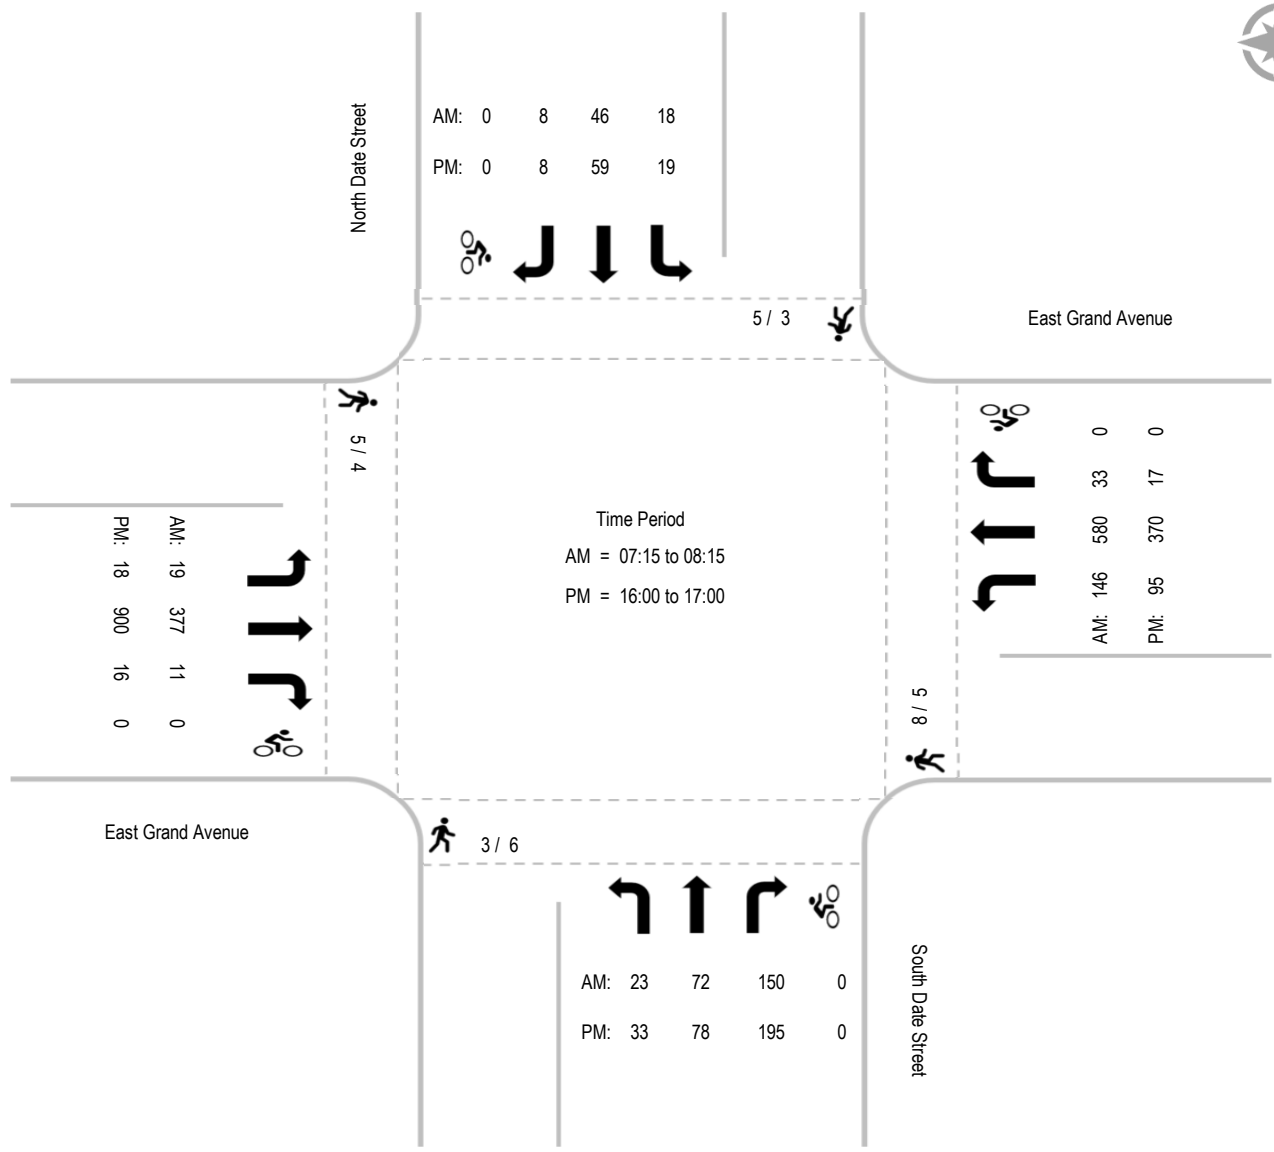 North Date Street
AM: 0 8 46 18
PM: 0 8 59 19
5 / 3
East Grand Avenue
5 / 4
AM: 19 377 11 0
PM: 18 900 16 0
Time Period
AM = 07:15 to 08:15
PM = 16:00 to 17:00
AM: 146 580 33 0
PM: 95 370 17 0
8 / 5
East Grand Avenue
3 / 6
AM: 23 72 150 0
PM: 33 78 195 0
South Date Street